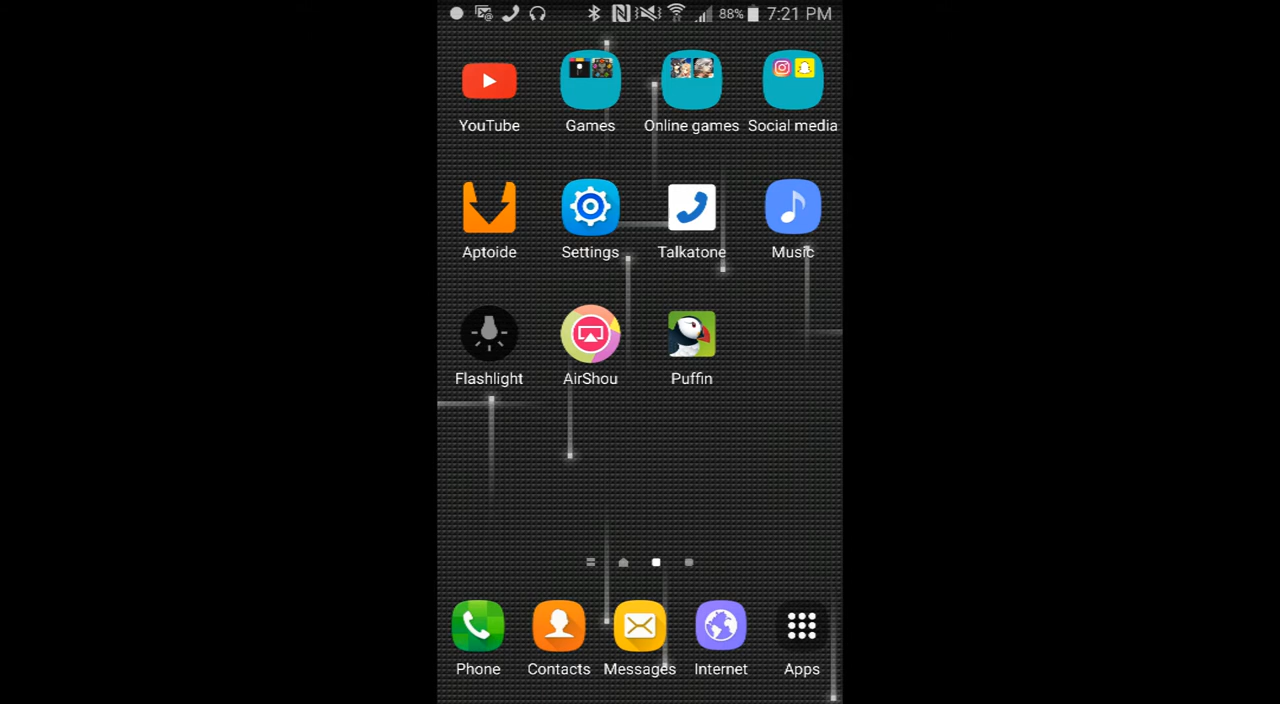 88% 7:21 PM
YouTube Games Online games Social media
Aptoide Settings Talkatone Music
Flashlight AirShou Puffin
Phone Contacts Messages Internet Apps